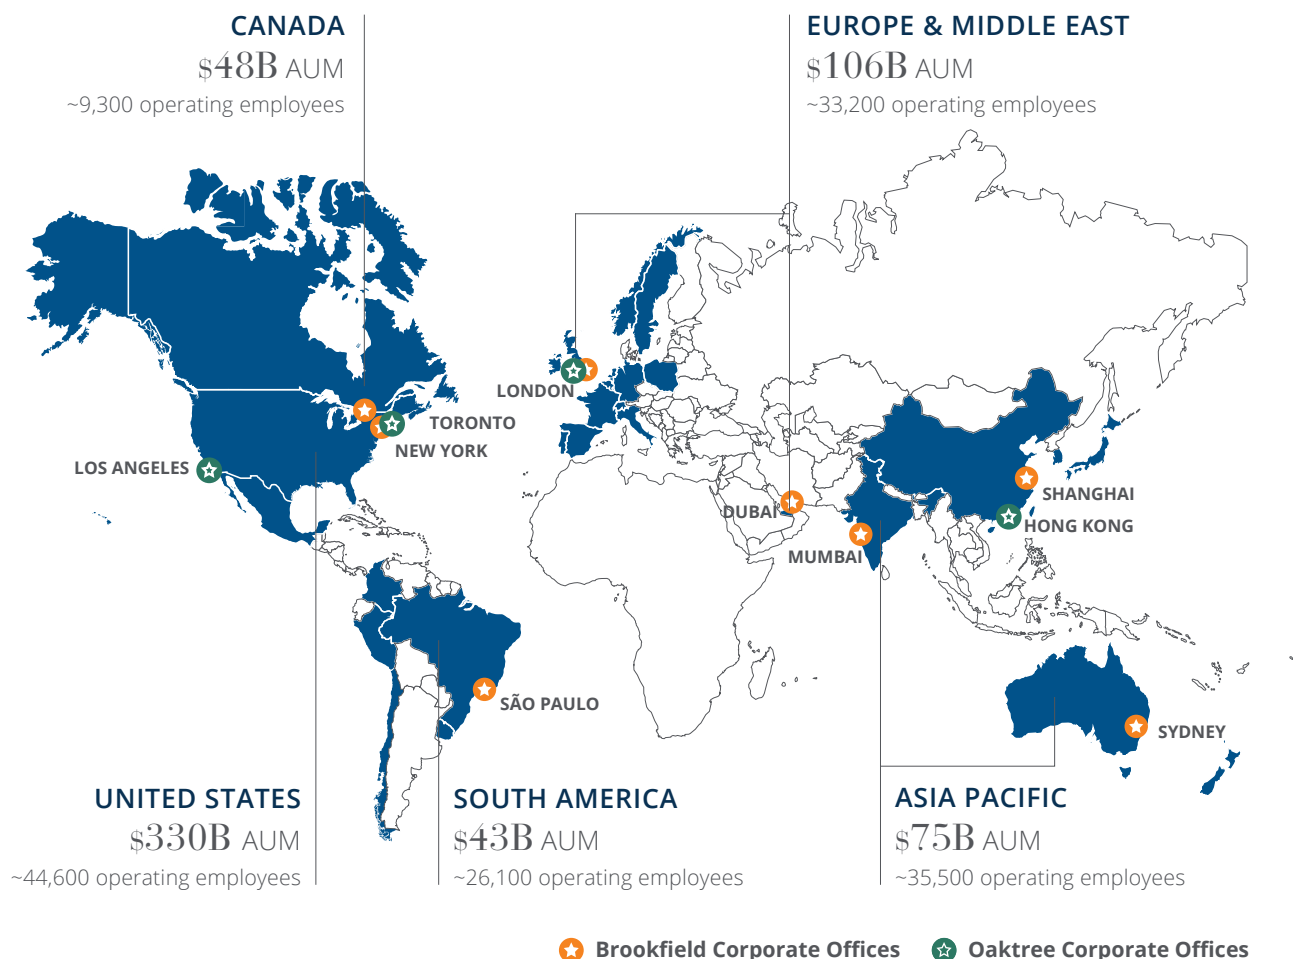 CANADA
$48B AUM
~9,300 operating employees
EUROPE & MIDDLE EAST
$106B AUM
~33,200 operating employees
LONDON
TORONTO
NEW YORK
LOS ANGELES
SHANGHAI
DUBAI
HONG KONG
MUMBAI
SÃO PAULO
SYDNEY
UNITED STATES
$330B AUM
~44,600 operating employees
SOUTH AMERICA
$43B AUM
~26,100 operating employees
ASIA PACIFIC
$75B AUM
~35,500 operating employees
Brookfield Corporate Offices
Oaktree Corporate Offices